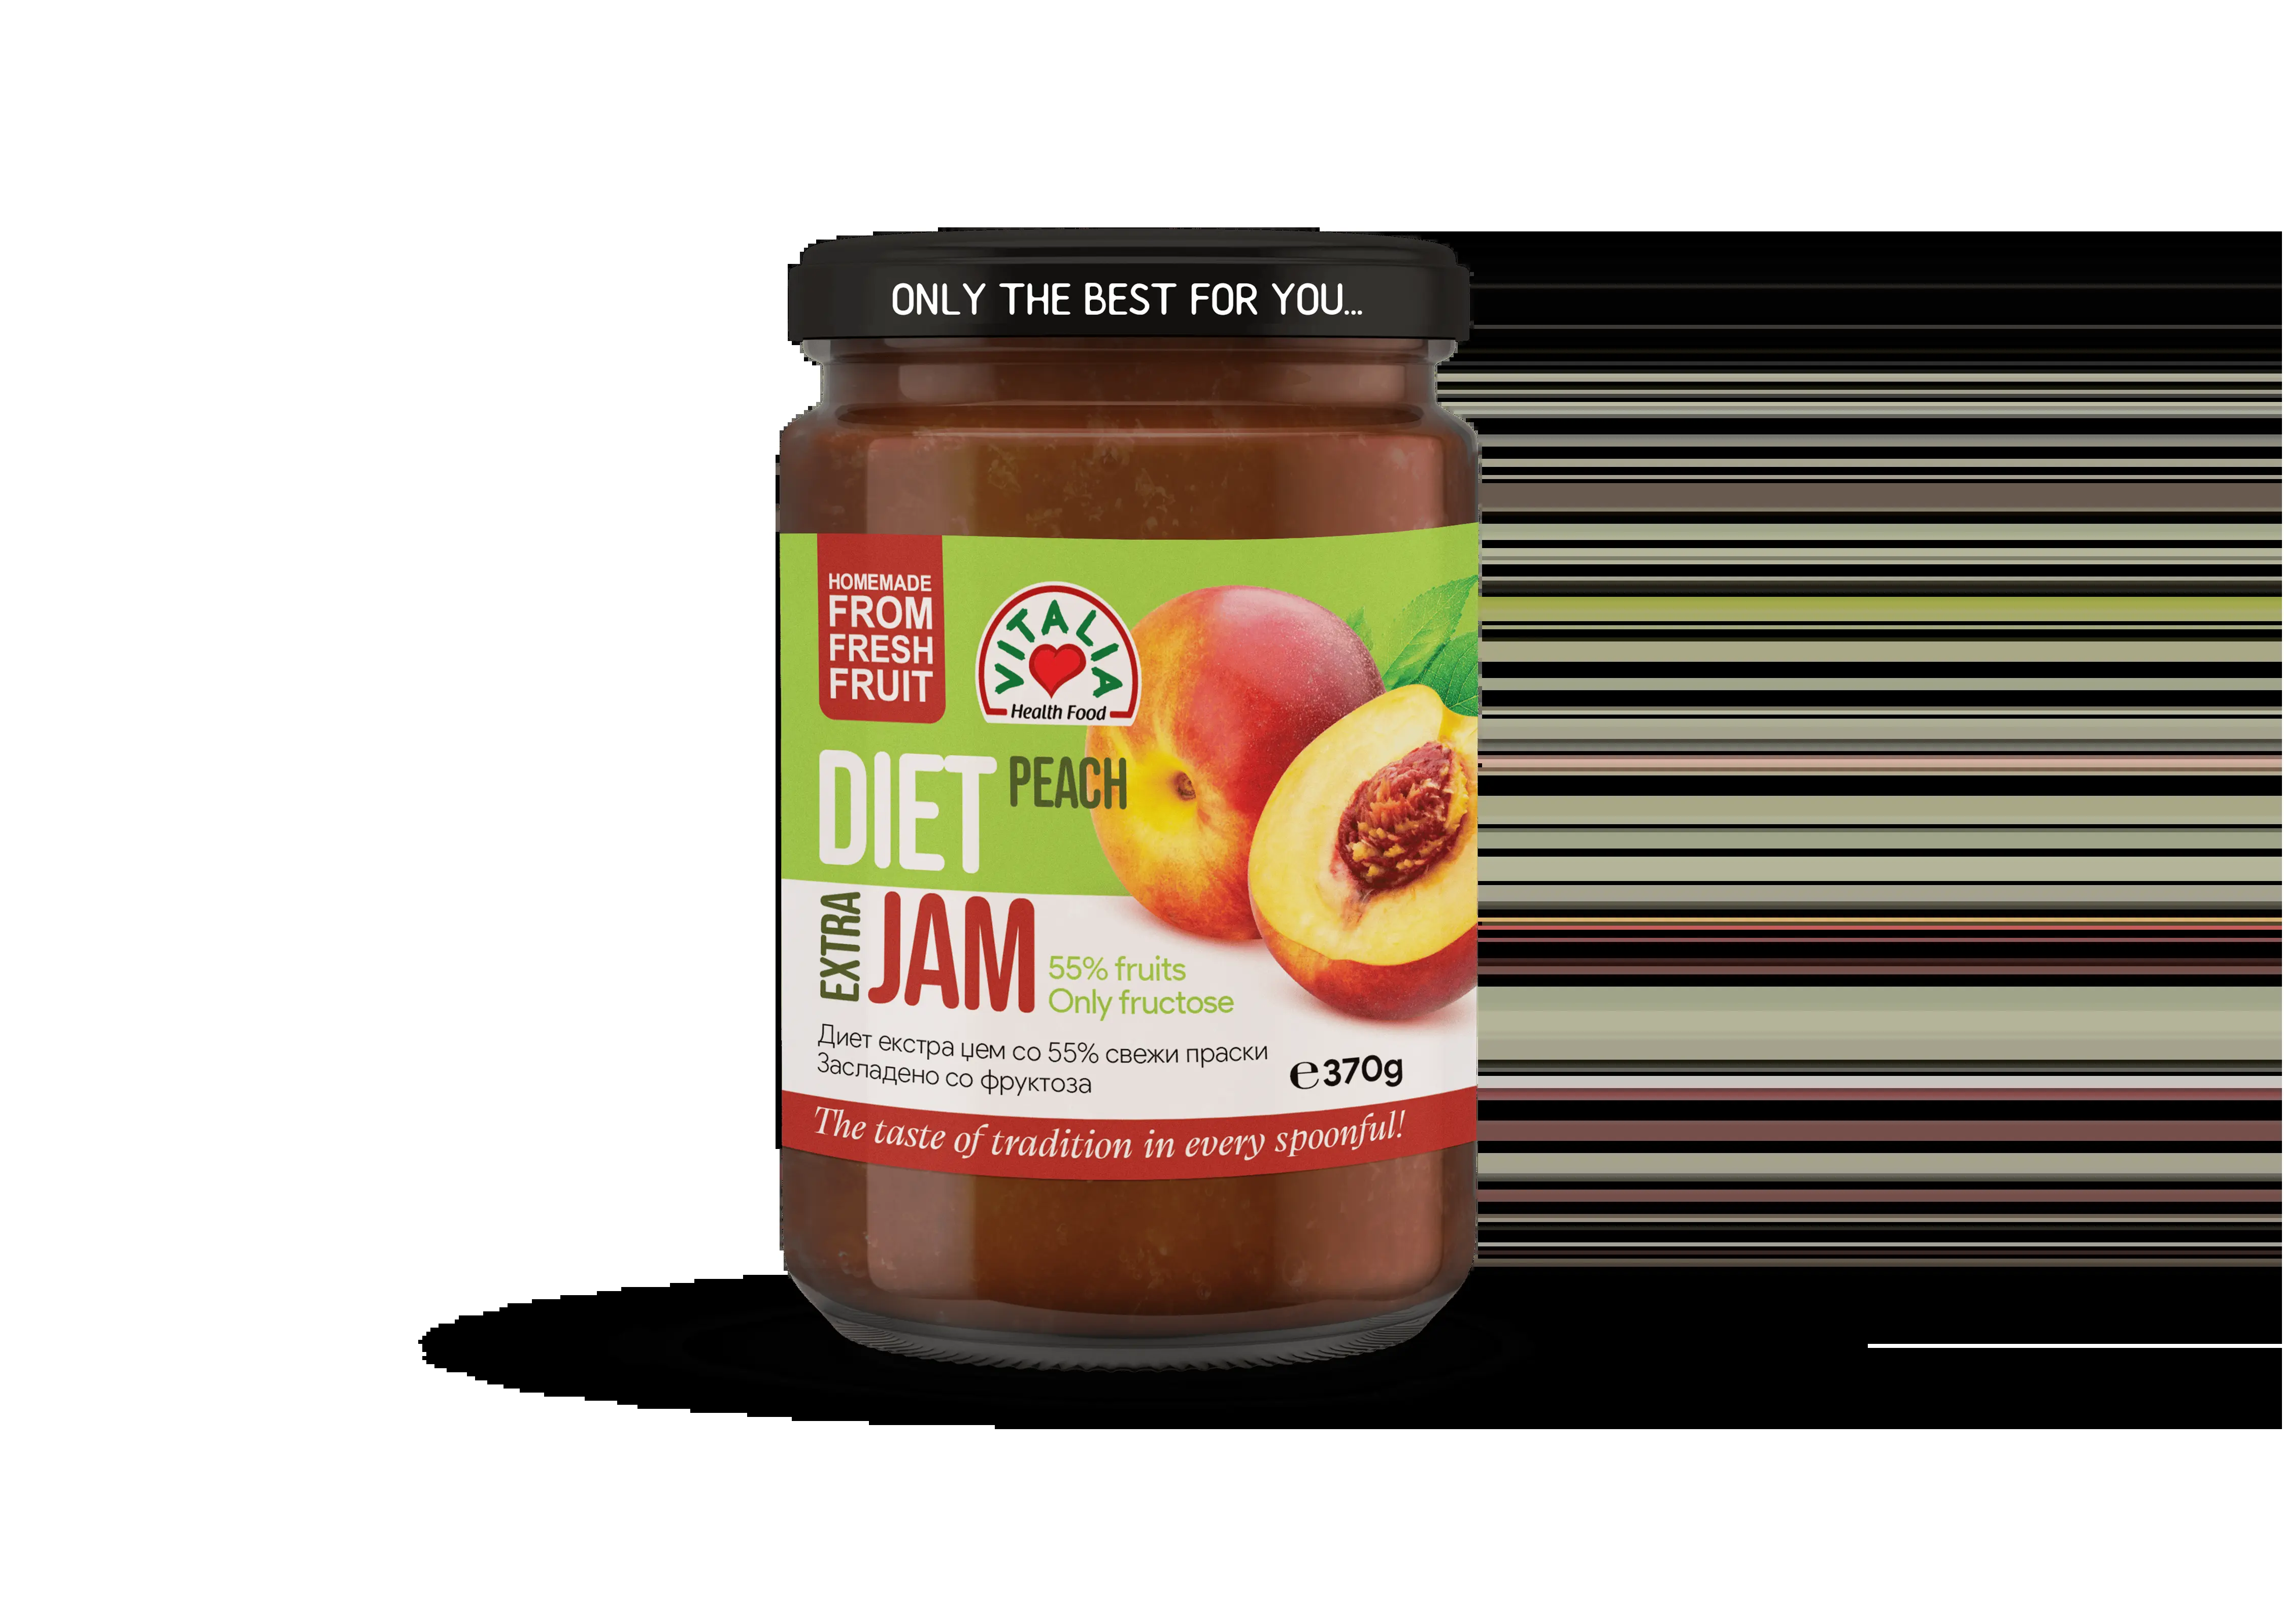 ONLY THE BEST FOR YOU...
HOMEMADE
FROM
FRESH
FRUIT
VITALIA
Health Food
DIET
PEACH
EXTRA
JAM
55% fruits
Only fructose
Диет екстра џем со 55% свежи праски
Засладено со фруктоза
℮370g
The taste of tradition in every spoonful!